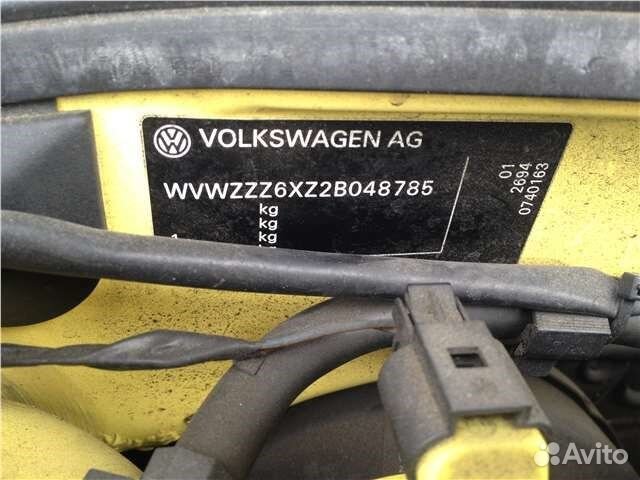 VOLKSWAGEN AG
WVWZZZ6XZ2B048785
kg
kg
kg
01
2694
0740163
Avito